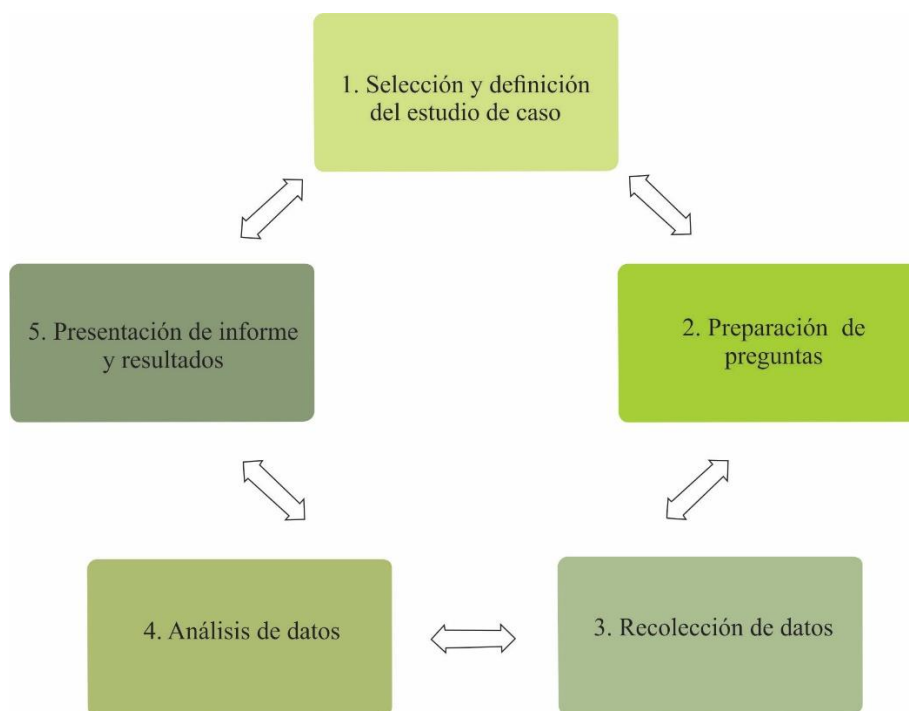 1. Selección y definición
del estudio de caso
2. Preparación de
preguntas
3. Recolección de datos
4. Análisis de datos
5. Presentación de informe
y resultados